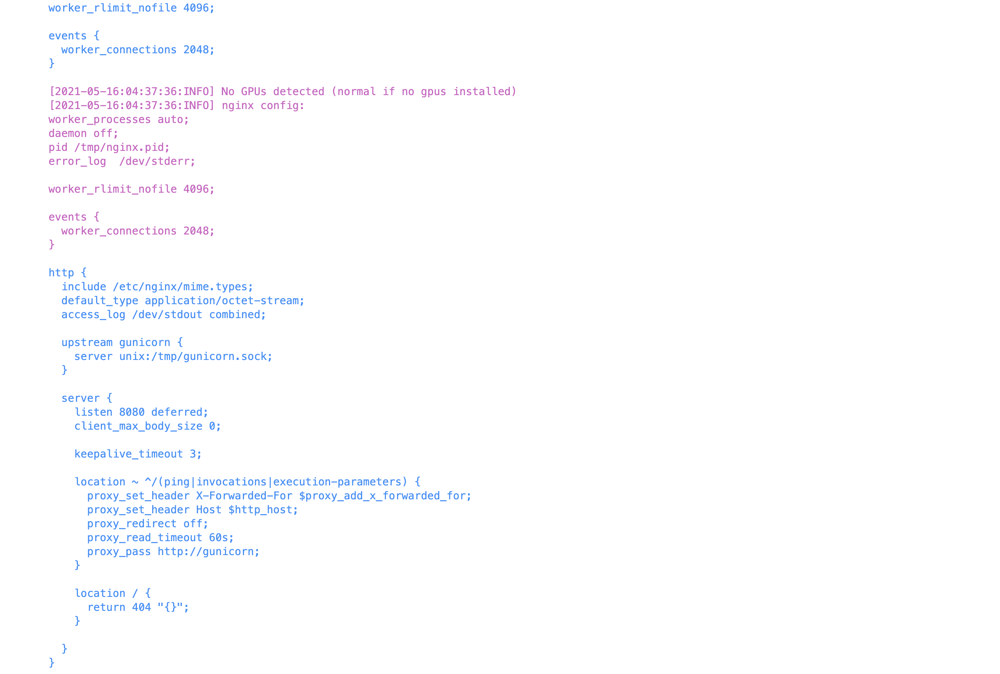 worker_rlimit_nofile 4096;

events {
  worker_connections 2048;
}

[2021-05-16:04:37:36:INFO] No GPUs detected (normal if no gpus installed)
[2021-05-16:04:37:36:INFO] nginx config:
worker_processes auto;
daemon off;
pid /tmp/nginx.pid;
error_log  /dev/stderr;

worker_rlimit_nofile 4096;

events {
  worker_connections 2048;
}

http {
  include /etc/nginx/mime.types;
  default_type application/octet-stream;
  access_log /dev/stdout combined;

  upstream gunicorn {
    server unix:/tmp/gunicorn.sock;
  }

  server {
    listen 8080 deferred;
    client_max_body_size 0;

    keepalive_timeout 3;

    location ~ ^/(ping|invocations|execution-parameters) {
      proxy_set_header X-Forwarded-For $proxy_add_x_forwarded_for;
      proxy_set_header Host $http_host;
      proxy_redirect off;
      proxy_read_timeout 60s;
      proxy_pass http://gunicorn;
    }

    location / {
      return 404 "{}";
    }

  }
}